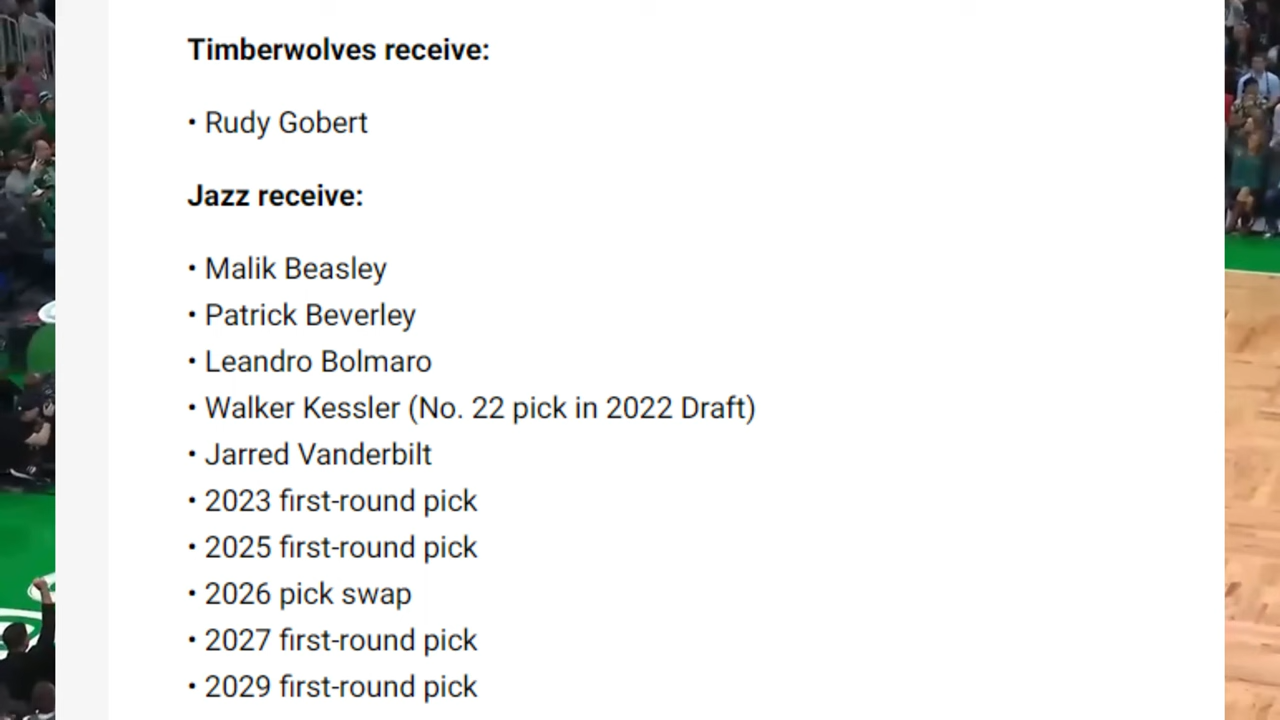 Timberwolves receive:
• Rudy Gobert
Jazz receive:
• Malik Beasley
• Patrick Beverley
• Leandro Bolmaro
• Walker Kessler (No. 22 pick in 2022 Draft)
• Jarred Vanderbilt
• 2023 first-round pick
• 2025 first-round pick
• 2026 pick swap
• 2027 first-round pick
• 2029 first-round pick